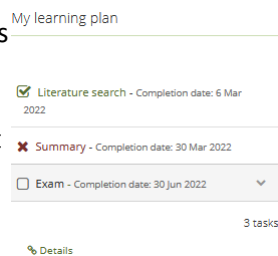 My learning plan
s
Literature search - Completion date: 6 Mar
2022
Summary - Completion date: 30 Mar 2022
Exam - Completion date: 30 Jun 2022
3 tasks
Details